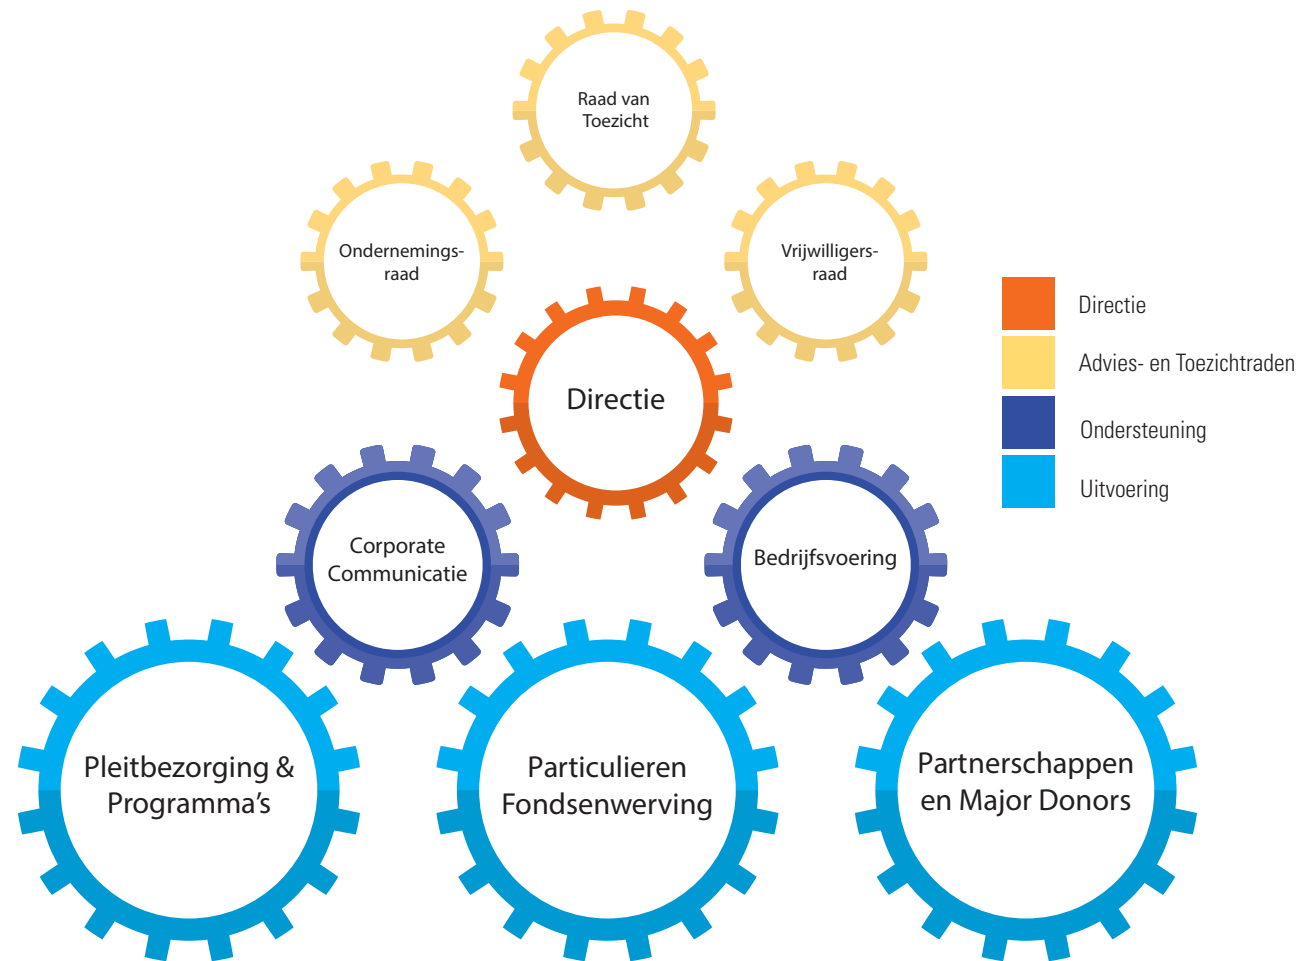 Raad van
Toezicht
Ondernemings-
raad
Vrijwilligers-
raad
Directie
Corporate
Communicatie
Bedrijfsvoering
Pleitbezorging &
Programma's
Particulieren
Fondsenwerving
Partnerschappen
en Major Donors
Directie
Advies- en Toezichtraden
Ondersteuning
Uitvoering